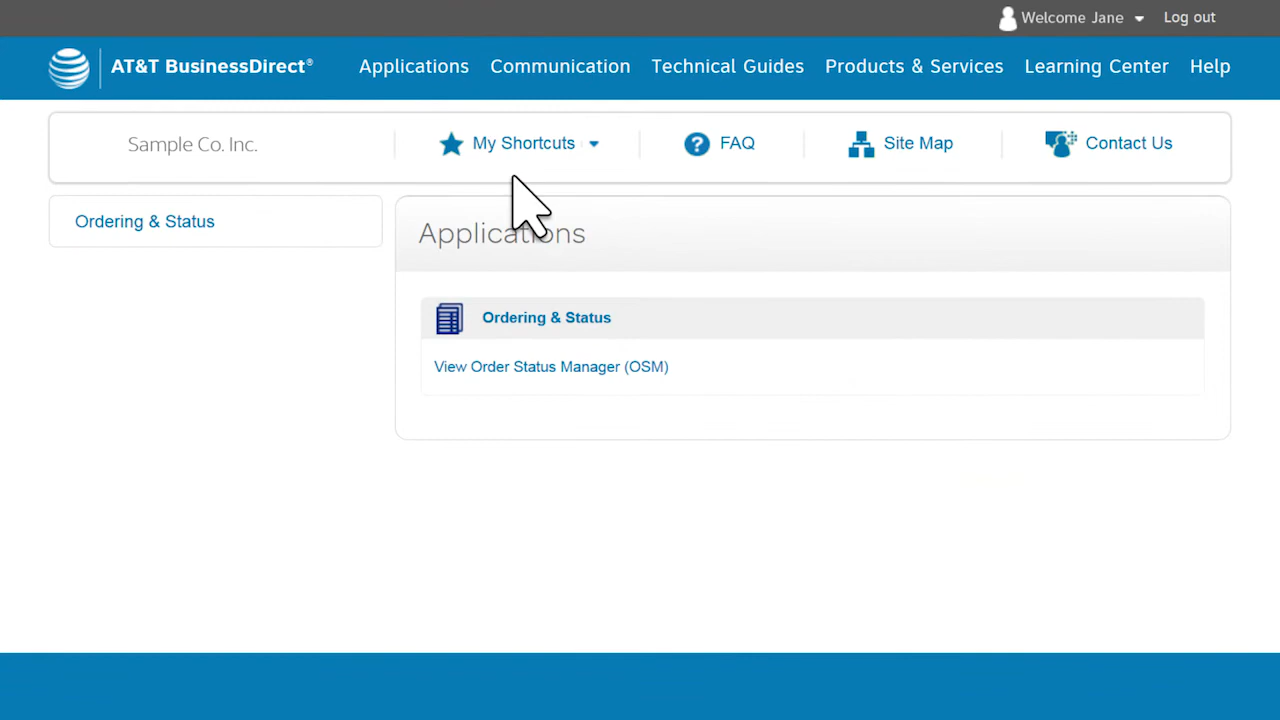 Welcome Jane Log out
AT&T BusinessDirect® Applications Communication Technical Guides Products & Services Learning Center Help
Sample Co. Inc. My Shortcuts FAQ Site Map Contact Us
Ordering & Status
Applications
Ordering & Status
View Order Status Manager (OSM)